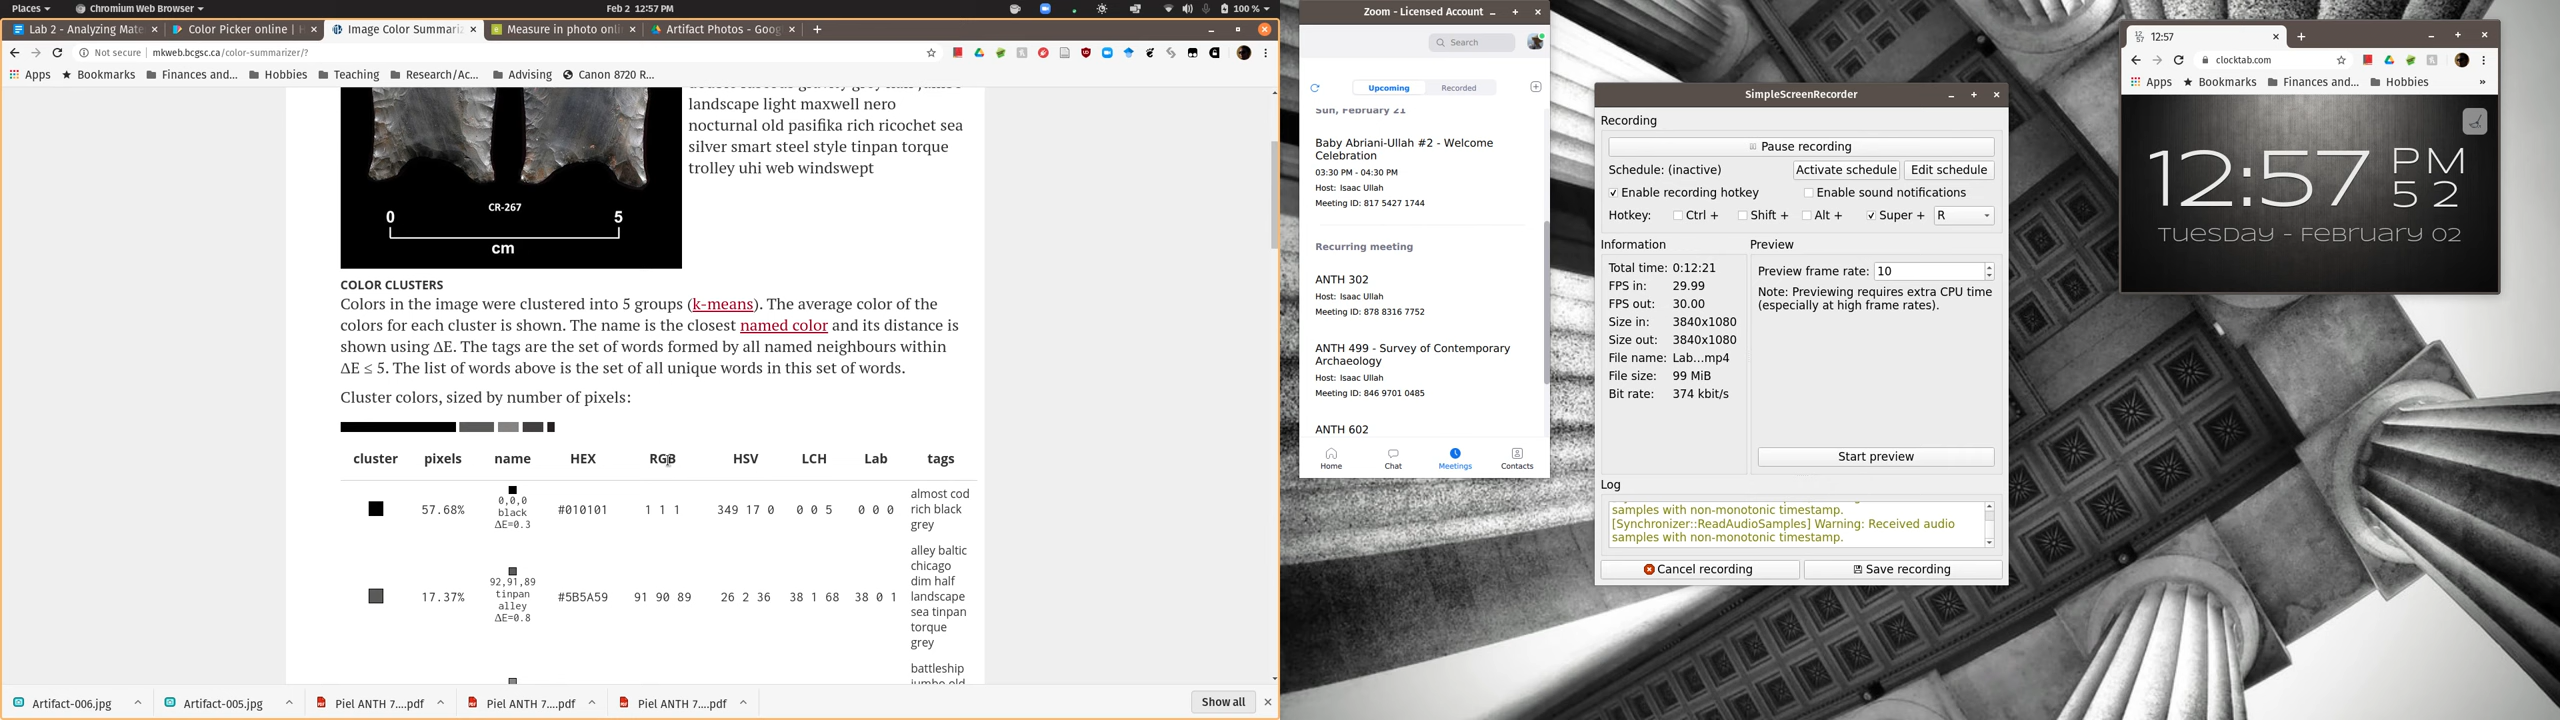 Places
Chromium Web Browser
Feb 2 12:57 PM
100 %
Lab 2 - Analyzing Mate
Color Picker online | H
Image Color Summari
Measure in photo onli
Artifact Photos - Goog
Not secure | mkweb.bcgsc.ca/color-summarizer/?
Apps
Bookmarks
Finances and...
Hobbies
Teaching
Research/Ac...
Advising
Canon 8720 R...
landscape light maxwell nero
nocturnal old pasifika rich ricochet sea
silver smart steel style tinpan torque
trolley uhi web windswept
CR-267
0 5
cm
COLOR CLUSTERS
Colors in the image were clustered into 5 groups (k-means). The average color of the
colors for each cluster is shown. The name is the closest named color and its distance is
shown using ΔE. The tags are the set of words formed by all named neighbours within
ΔE ≤ 5. The list of words above is the set of all unique words in this set of words.
Cluster colors, sized by number of pixels:
cluster pixels name HEX RGB HSV LCH Lab tags
57.68%
0,0,0
black
ΔE=0.3
#010101 1 1 1 349 17 0 0 0 5 0 0 0
almost cod
rich black
grey
17.37%
92,91,89
tinpan
alley
ΔE=0.8
#5B5A59 91 90 89 26 2 36 38 1 68 38 0 1
alley baltic
chicago
dim half
landscape
sea tinpan
torque
grey
battleship
jumbo old
Artifact-006.jpg
Artifact-005.jpg
Piel ANTH 7....pdf
Piel ANTH 7....pdf
Piel ANTH 7....pdf
Show all
Zoom - Licensed Account
Search
Upcoming
Recorded
Sun, February 21
Baby Abriani-Ullah #2 - Welcome
Celebration
03:30 PM - 04:30 PM
Host: Isaac Ullah
Meeting ID: 817 5427 1744
Recurring meeting
ANTH 302
Host: Isaac Ullah
Meeting ID: 878 8316 7752
ANTH 499 - Survey of Contemporary
Archaeology
Host: Isaac Ullah
Meeting ID: 846 9701 0485
ANTH 602
Home
Chat
Meetings
Contacts
SimpleScreenRecorder
Recording
Pause recording
Schedule: (inactive)
Activate schedule
Edit schedule
Enable recording hotkey
Enable sound notifications
Hotkey:
Ctrl +
Shift +
Alt +
Super +
R
Information
Total time: 0:12:21
FPS in: 29.99
FPS out: 30.00
Size in: 3840x1080
Size out: 3840x1080
File name: Lab...mp4
File size: 99 MiB
Bit rate: 374 kbit/s
Preview
Preview frame rate: 10
Note: Previewing requires extra CPU time
(especially at high frame rates).
Start preview
Log
samples with non-monotonic timestamp.
[Synchronizer::ReadAudioSamples] Warning: Received audio
samples with non-monotonic timestamp.
Cancel recording
Save recording
12:57
clocktab.com
Apps
Bookmarks
Finances and...
Hobbies
»
12:57 PM
52
Tuesday - February 02